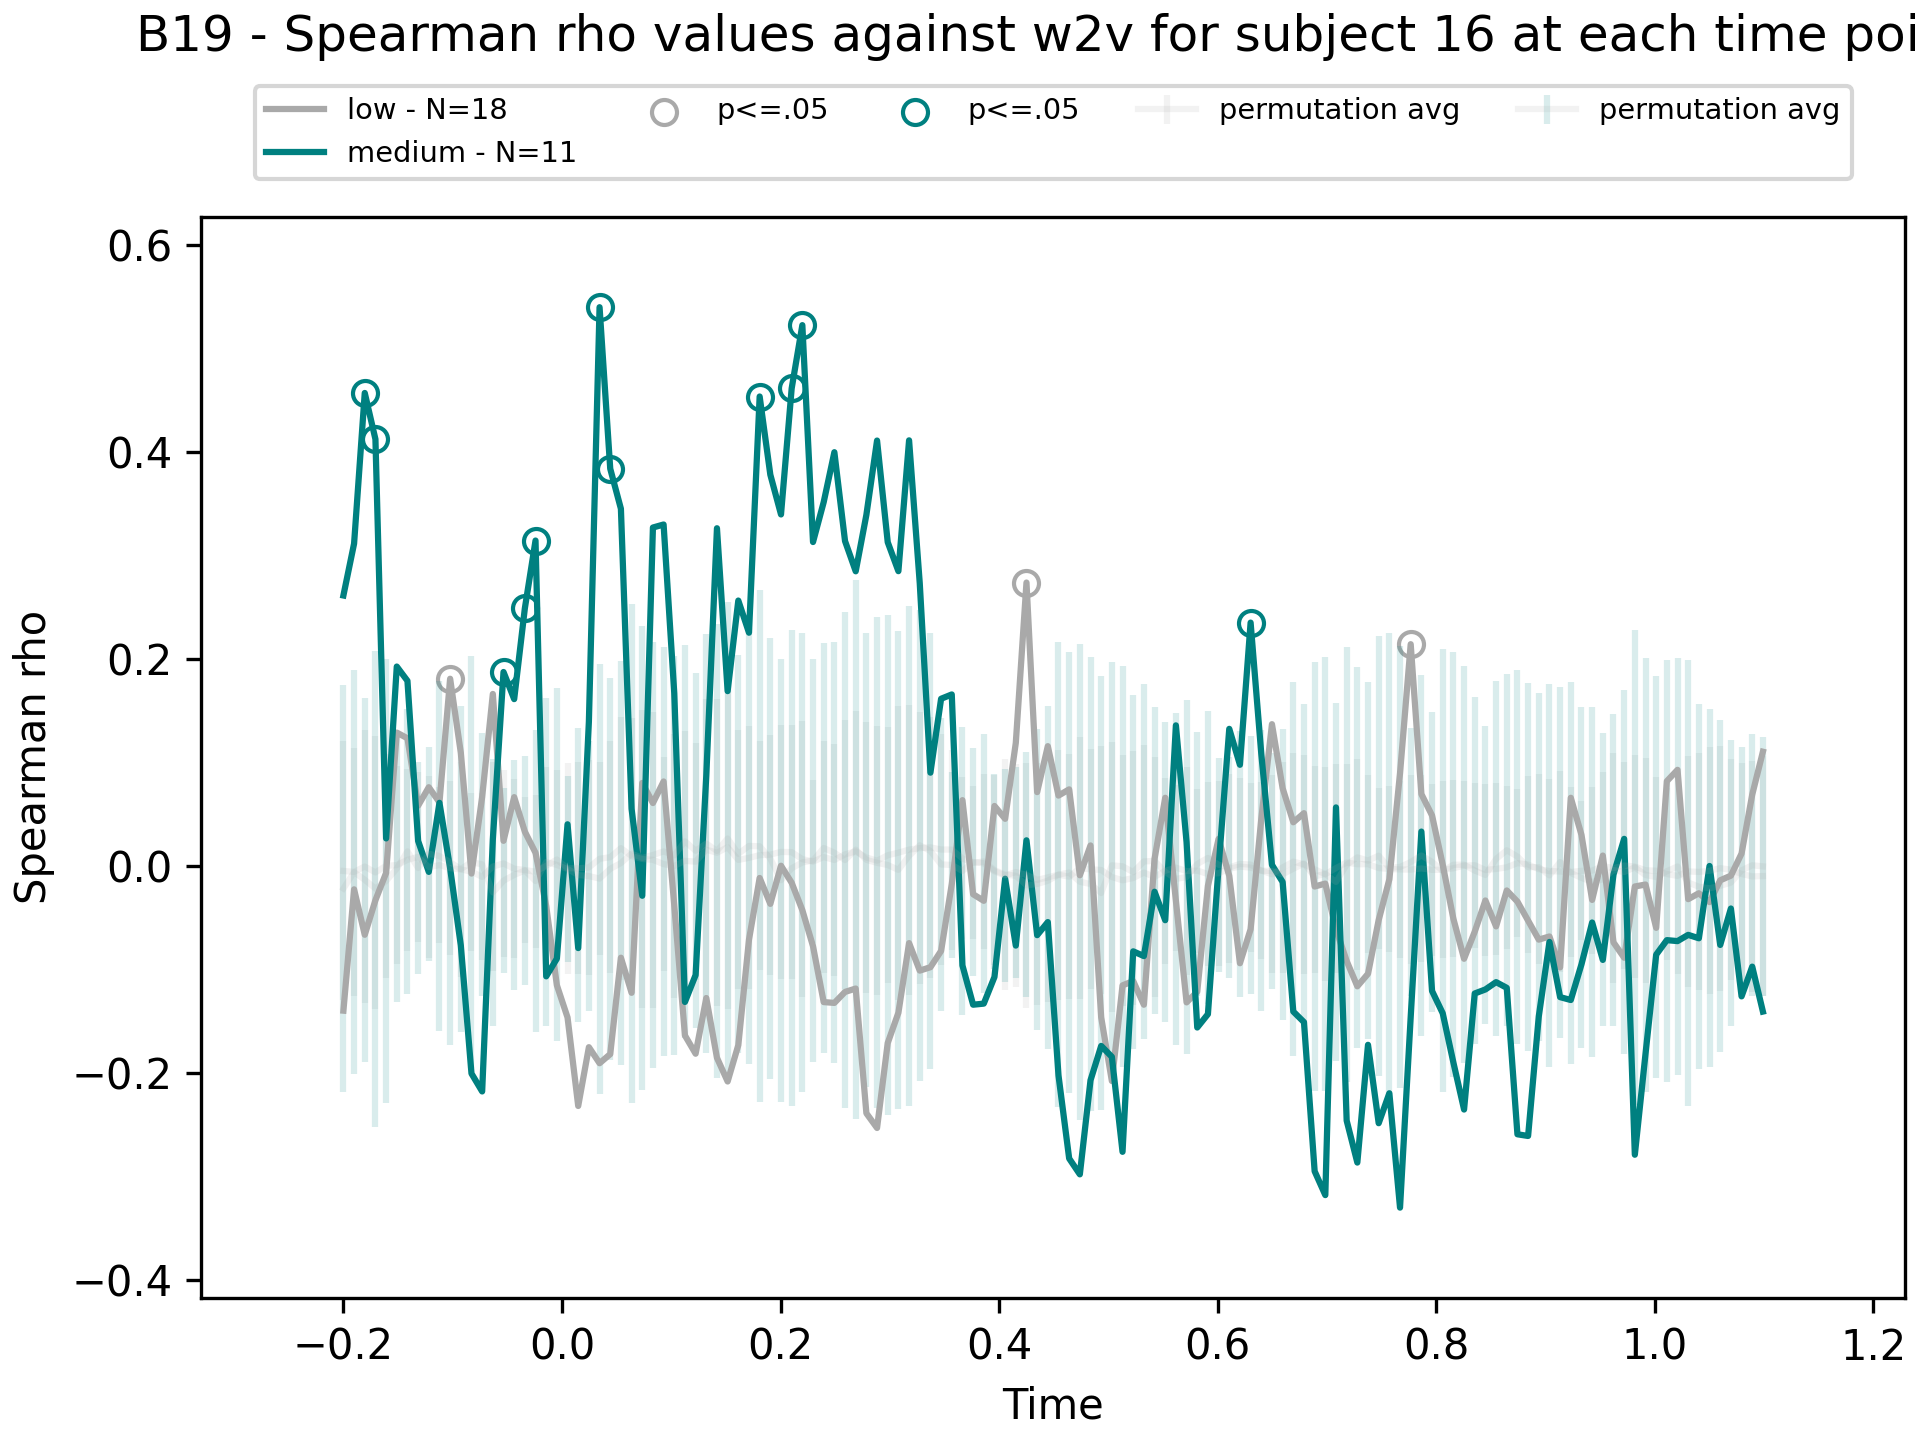 B19 - Spearman rho values against w2v for subject 16 at each time poi
low - N=18
medium - N=11
p<=.05
p<=.05
permutation avg
permutation avg
0.6
0.4
0.2
0.0
−0.2
−0.4
Spearman rho
−0.2 0.0 0.2 0.4 0.6 0.8 1.0 1.2
Time